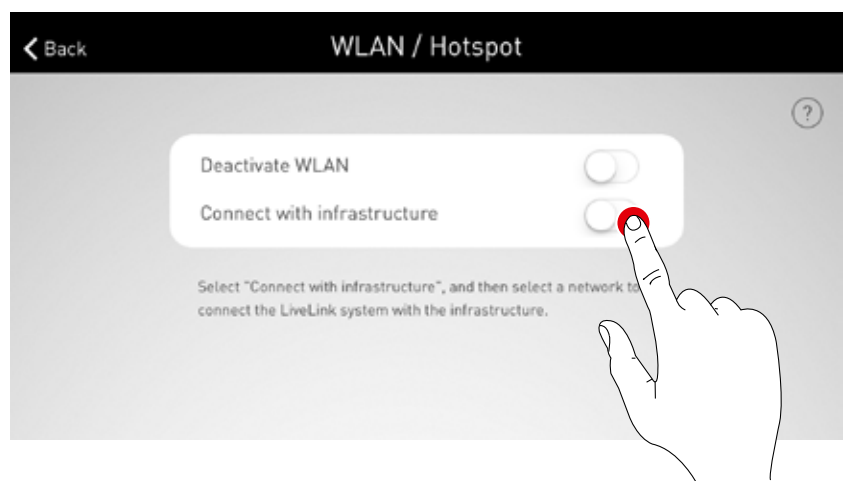 Back
WLAN / Hotspot
?
Deactivate WLAN
Connect with infrastructure
Select "Connect with infrastructure", and then select a network to
connect the LiveLink system with the infrastructure.